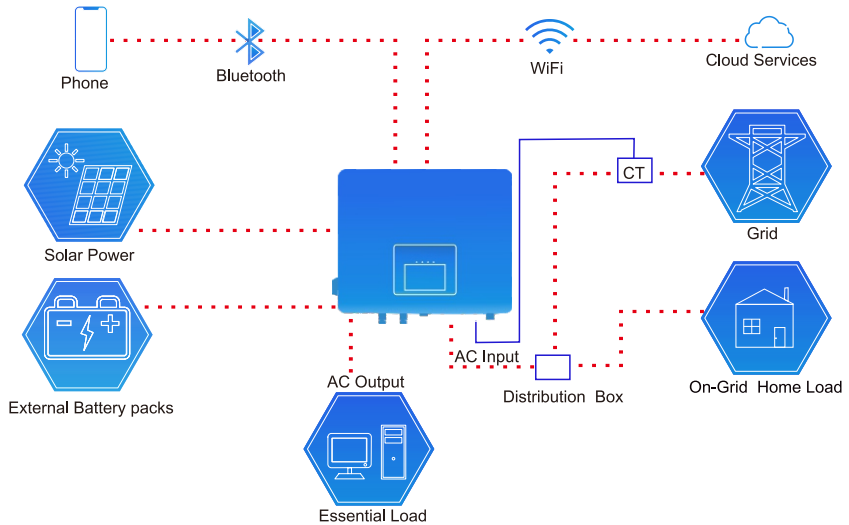 Phone
Bluetooth
WiFi
Cloud Services
CT
Solar Power
Grid
External Battery packs
AC Input
AC Output
Distribution Box
On-Grid Home Load
Essential Load